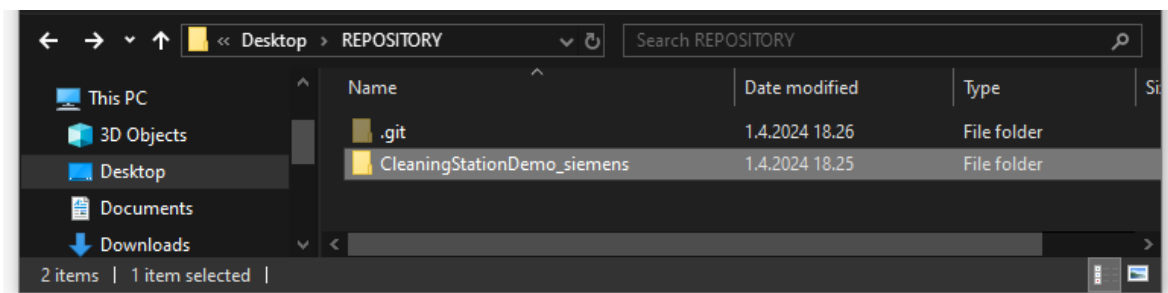 « Desktop › REPOSITORY Search REPOSITORY
This PC Name Date modified Type
3D Objects .git 1.4.2024 18.26 File folder
Desktop CleaningStationDemo_siemens 1.4.2024 18.25 File folder
Documents
Downloads
2 items 1 item selected